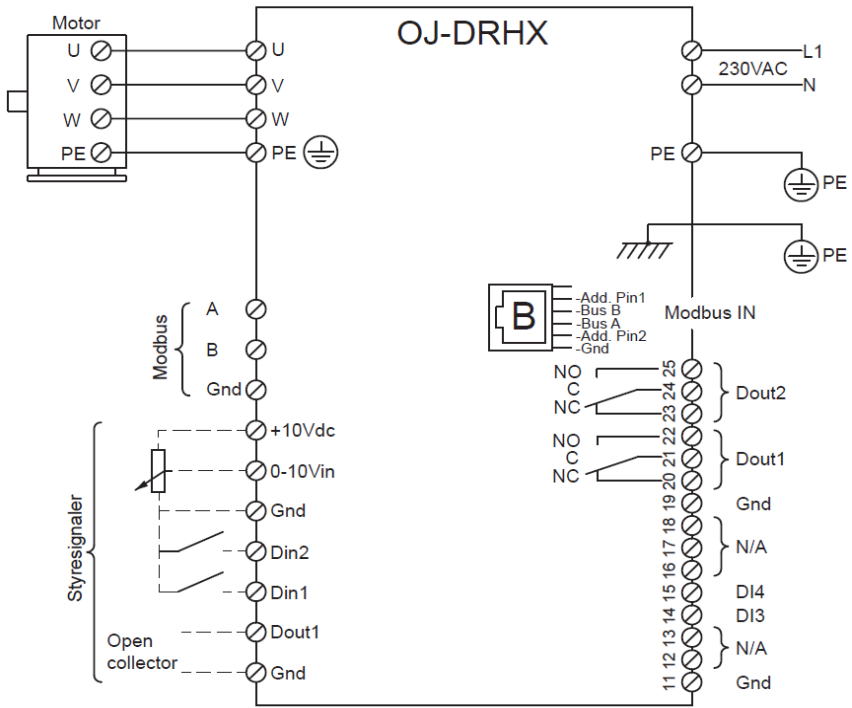 OJ-DRHX
Motor
U
V
W
PE
U
V
W
PE
L1
230VAC
N
PE
PE
PE
Modbus
A
B
Gnd
B
-Add. Pin1
-Bus B
-Bus A
-Add. Pin2
-Gnd
Modbus IN
Styresignaler
+10Vdc
0-10Vin
Gnd
Din2
Din1
Dout1
Gnd
Open
collector
NO
C
NC
25
24
23
Dout2
NO
C
NC
22
21
20
Dout1
19
Gnd
18
17
16
N/A
15
DI4
14
DI3
13
12
N/A
11
Gnd